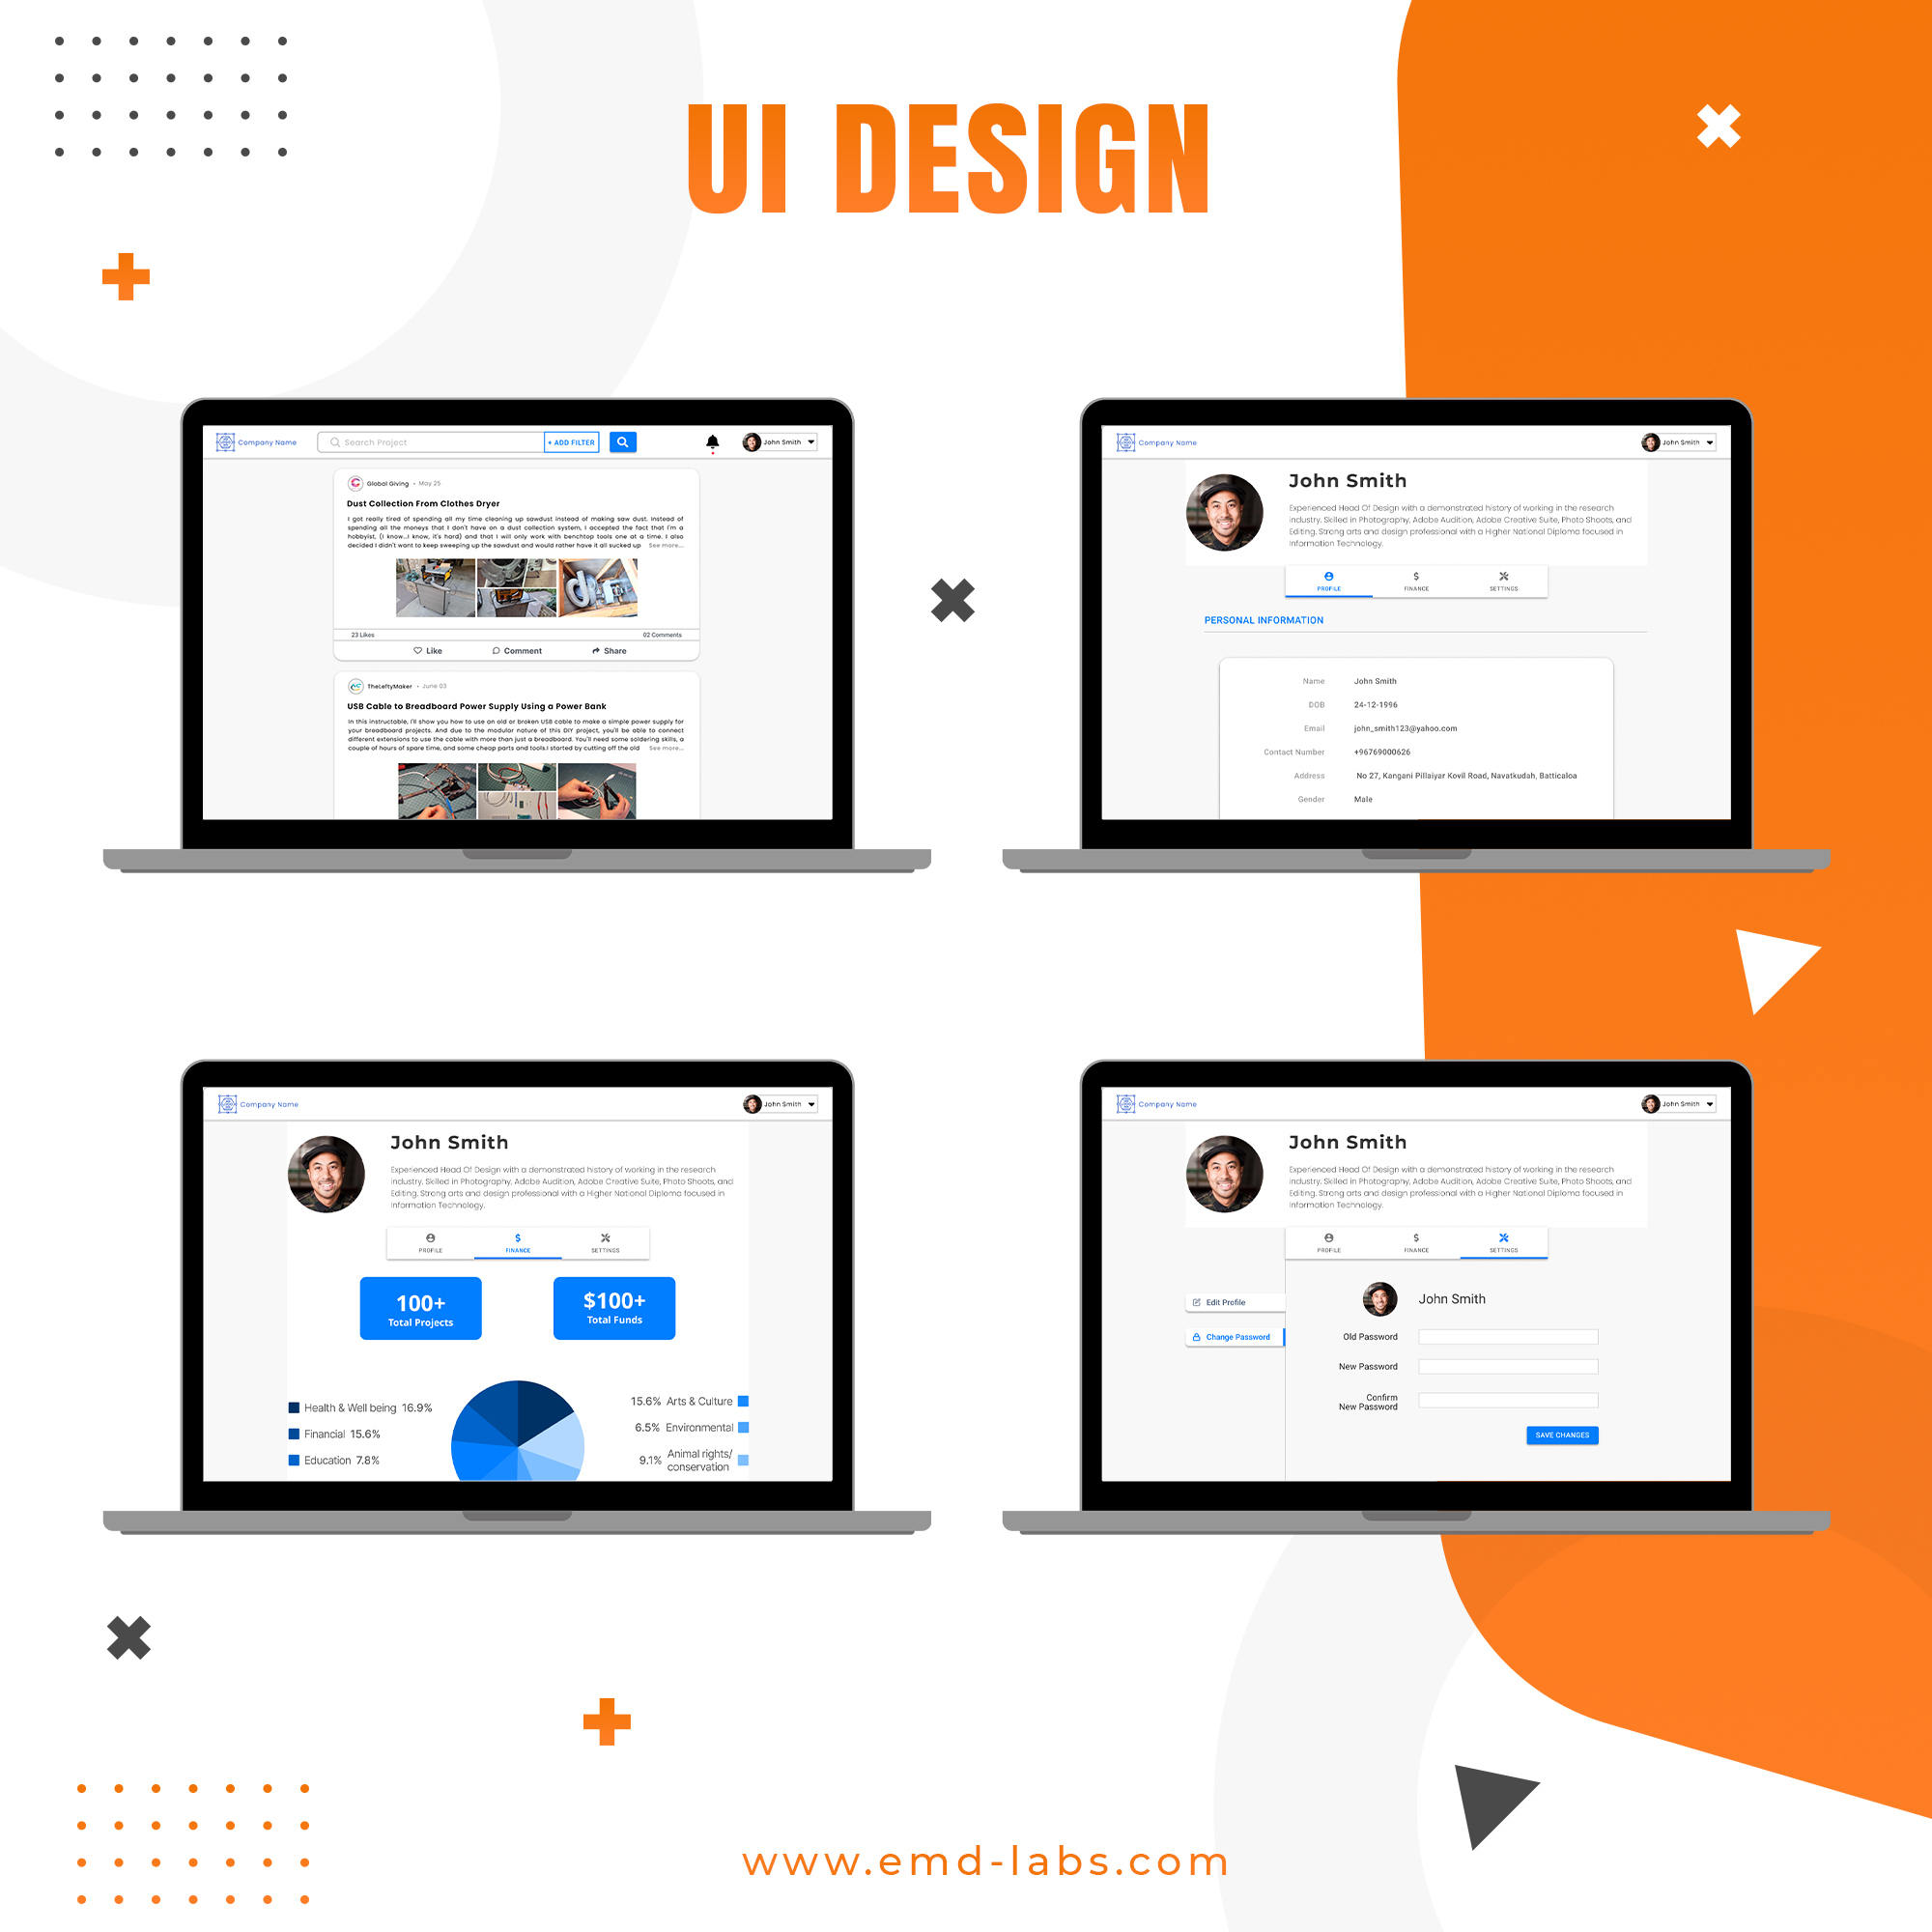 UI DESIGN
Company Name
Search Project
+ ADD FILTER
John Smith
Global Giving • May 25
Dust Collection From Clothes Dryer
I got really tired of spending all my time cleaning up sawdust instead of making saw dust. Instead of
spending all the moneys that I don't have on a dust collection system, I accepted the fact that I'm a
hobbyist, (I know...I know, it's hard) and that I will only work with benchtop tools one at a time. I also
decided I didn't want to keep sweeping up the sawdust and would rather have it all sucked up See more...
23 Likes
02 Comments
Like
Comment
Share
TheLeftyMaker • June 03
USB Cable to Breadboard Power Supply Using a Power Bank
In this instructable, I'll show you how to use an old or broken USB cable to make a simple power supply for
your breadboard projects. And due to the modular nature of this DIY project, you'll be able to connect
different extensions to use the cable with more than just a breadboard. You'll need some soldering skills, a
couple of hours of spare time, and some cheap parts and tools.I started by cutting off the old See more...
Company Name
John Smith
John Smith
Experienced Head Of Design with a demonstrated history of working in the research
industry. Skilled in Photography, Adobe Audition, Adobe Creative Suite, Photo Shoots, and
Editing. Strong arts and design professional with a Higher National Diploma focused in
Information Technology.
PROFILE
FINANCE
SETTINGS
PERSONAL INFORMATION
Name John Smith
DOB 24-12-1996
Email john_smith123@yahoo.com
Contact Number +96769000626
Address No 27, Kangani Pillaiyar Kovil Road, Navatkudah, Batticaloa
Gender Male
Company Name
John Smith
John Smith
Experienced Head Of Design with a demonstrated history of working in the research
industry. Skilled in Photography, Adobe Audition, Adobe Creative Suite, Photo Shoots, and
Editing. Strong arts and design professional with a Higher National Diploma focused in
Information Technology.
PROFILE
FINANCE
SETTINGS
100+
Total Projects
$100+
Total Funds
Health & Well being 16.9%
Financial 15.6%
Education 7.8%
15.6% Arts & Culture
6.5% Environmental
9.1% Animal rights/
conservation
Company Name
John Smith
John Smith
Experienced Head Of Design with a demonstrated history of working in the research
industry. Skilled in Photography, Adobe Audition, Adobe Creative Suite, Photo Shoots, and
Editing. Strong arts and design professional with a Higher National Diploma focused in
Information Technology.
PROFILE
FINANCE
SETTINGS
Edit Profile
Change Password
John Smith
Old Password
New Password
Confirm
New Password
SAVE CHANGES
www.emd-labs.com